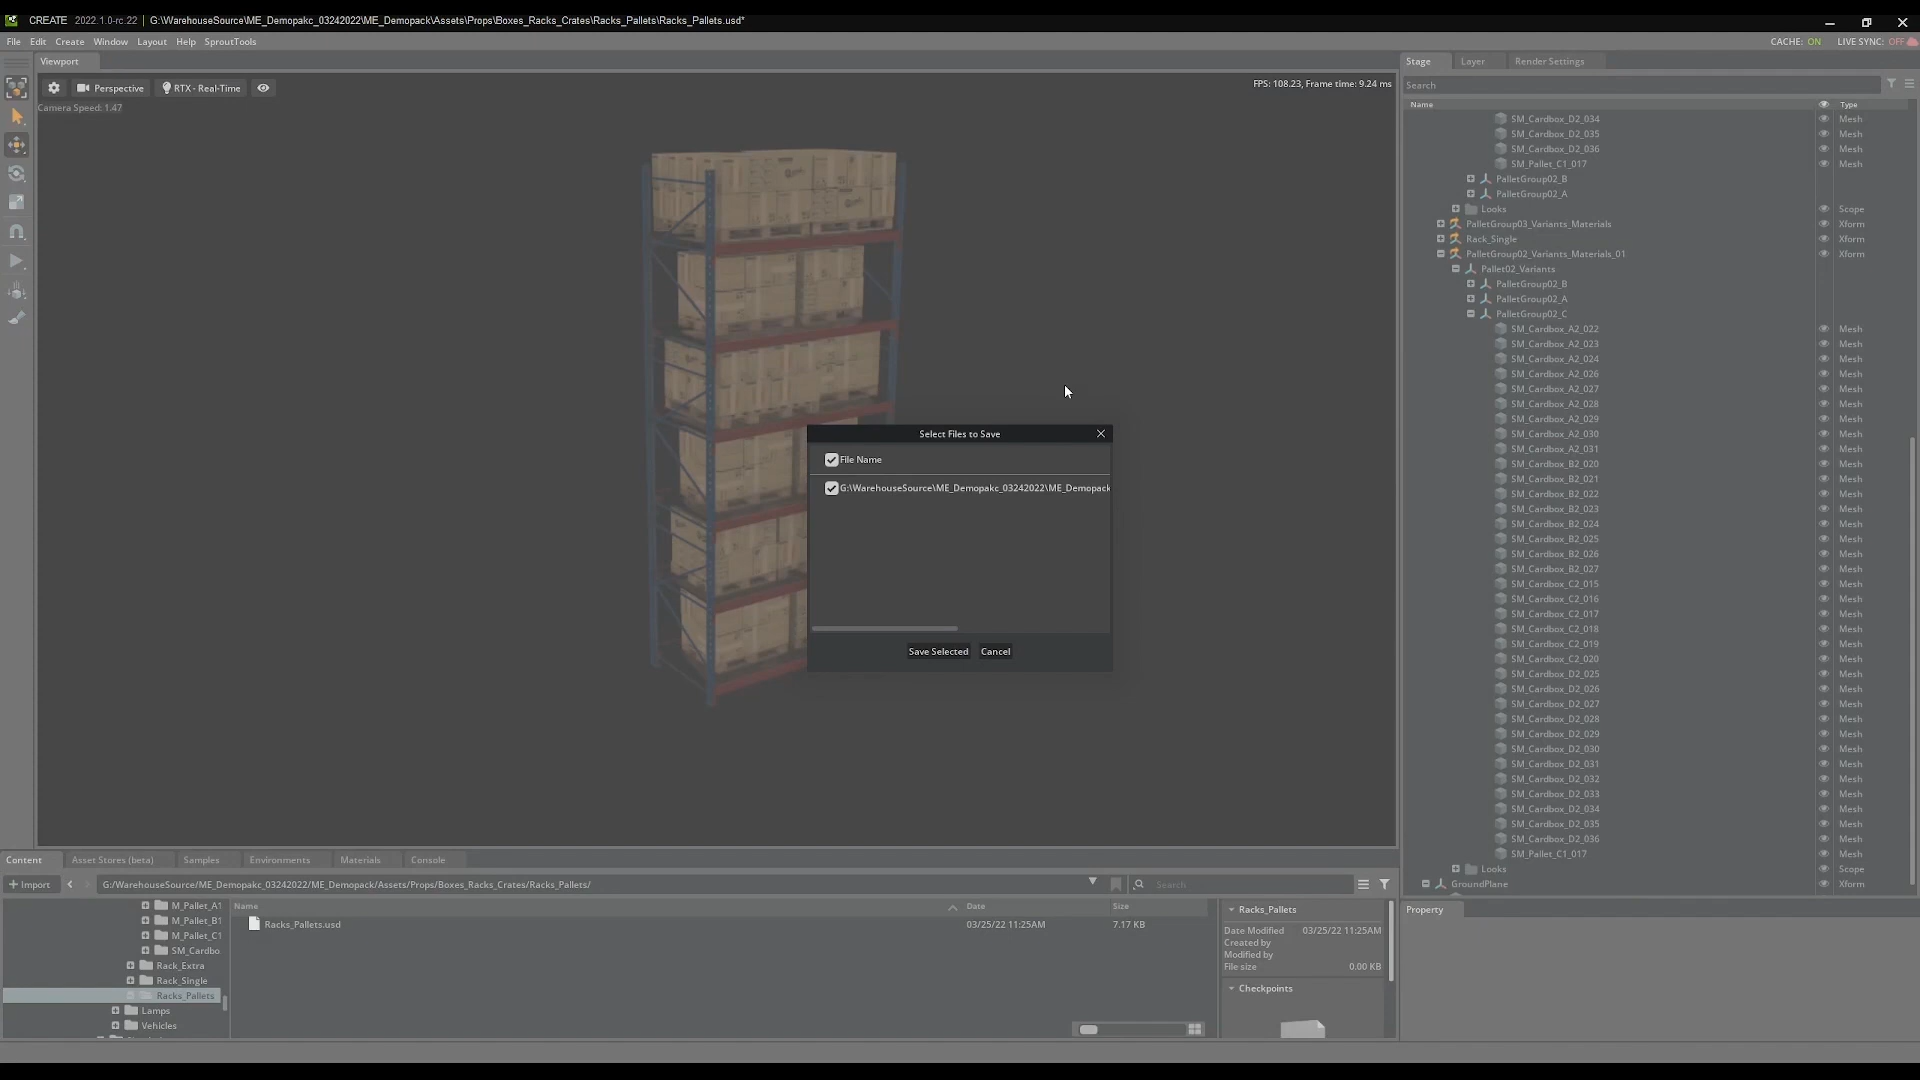 CREATE 2022.1.0-rc.22 | G:\WarehouseSource\ME_Demopakc_03242022\ME_Demopack\Assets\Props\Boxes_Racks_Crates\Racks_Pallets\Racks_Pallets.usd*
File Edit Create Window Layout Help SproutTools
CACHE: ON LIVE SYNC: OFF
Viewport
Perspective RTX - Real-Time
FPS: 108.23, Frame time: 9.24 ms
Camera Speed: 1.47
Select Files to Save
File Name
G:\WarehouseSource\ME_Demopakc_03242022\ME_Demopack
Save Selected Cancel
Stage Layer Render Settings
Search
Name Type
SM_Cardbox_D2_034 Mesh
SM_Cardbox_D2_035 Mesh
SM_Cardbox_D2_036 Mesh
SM_Pallet_C1_017 Mesh
PalletGroup02_B
PalletGroup02_A
Looks Scope
PalletGroup03_Variants_Materials Xform
Rack_Single Xform
PalletGroup02_Variants_Materials_01 Xform
Pallet02_Variants
PalletGroup02_B
PalletGroup02_A
PalletGroup02_C
SM_Cardbox_A2_022 Mesh
SM_Cardbox_A2_023 Mesh
SM_Cardbox_A2_024 Mesh
SM_Cardbox_A2_026 Mesh
SM_Cardbox_A2_027 Mesh
SM_Cardbox_A2_028 Mesh
SM_Cardbox_A2_029 Mesh
SM_Cardbox_A2_030 Mesh
SM_Cardbox_A2_031 Mesh
SM_Cardbox_B2_020 Mesh
SM_Cardbox_B2_021 Mesh
SM_Cardbox_B2_022 Mesh
SM_Cardbox_B2_023 Mesh
SM_Cardbox_B2_024 Mesh
SM_Cardbox_B2_025 Mesh
SM_Cardbox_B2_026 Mesh
SM_Cardbox_B2_027 Mesh
SM_Cardbox_C2_015 Mesh
SM_Cardbox_C2_016 Mesh
SM_Cardbox_C2_017 Mesh
SM_Cardbox_C2_018 Mesh
SM_Cardbox_C2_019 Mesh
SM_Cardbox_C2_020 Mesh
SM_Cardbox_D2_025 Mesh
SM_Cardbox_D2_026 Mesh
SM_Cardbox_D2_027 Mesh
SM_Cardbox_D2_028 Mesh
SM_Cardbox_D2_029 Mesh
SM_Cardbox_D2_030 Mesh
SM_Cardbox_D2_031 Mesh
SM_Cardbox_D2_032 Mesh
SM_Cardbox_D2_033 Mesh
SM_Cardbox_D2_034 Mesh
SM_Cardbox_D2_035 Mesh
SM_Cardbox_D2_036 Mesh
SM_Pallet_C1_017 Mesh
Looks Scope
GroundPlane Xform
Content Asset Stores (beta) Samples Environments Materials Console
Import G:/WarehouseSource/ME_Demopakc_03242022/ME_Demopack/Assets/Props/Boxes_Racks_Crates/Racks_Pallets/ Search
M_Pallet_A1
M_Pallet_B1
M_Pallet_C1
SM_Cardbo
Rack_Extra
Rack_Single
Racks_Pallets
Lamps
Vehicles
Name Date Size
Racks_Pallets.usd 03/25/22 11:25AM 7.17 KB
Racks_Pallets
Date Modified 03/25/22 11:25AM
Created by
Modified by
File size 0.00 KB
Checkpoints
Property